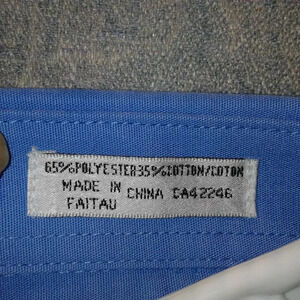 65%POLYESTER35%COTTON/COTON
MADE IN CHINA CA42246
FAITAU